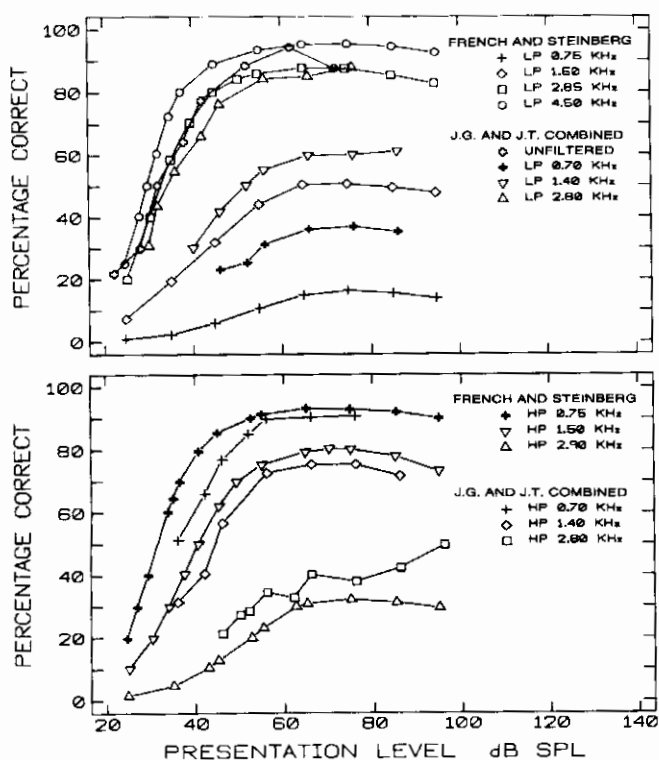 100
80
60
40
20
0
PERCENTAGE CORRECT
FRENCH AND STEINBERG
+ LP 0.75 KHz
◇ LP 1.50 KHz
□ LP 2.85 KHz
○ LP 4.50 KHz
J.G. AND J.T. COMBINED
UNFILTERED
LP 0.70 KHz
▽ LP 1.40 KHz
△ LP 2.80 KHz
100
80
60
40
20
0
PERCENTAGE CORRECT
FRENCH AND STEINBERG
HP 0.75 KHz
▽ HP 1.50 KHz
△ HP 2.90 KHz
J.G. AND J.T. COMBINED
+ HP 0.70 KHz
◇ HP 1.40 KHz
□ HP 2.80 KHz
20 40 60 80 100 120 140
PRESENTATION LEVEL dB SPL